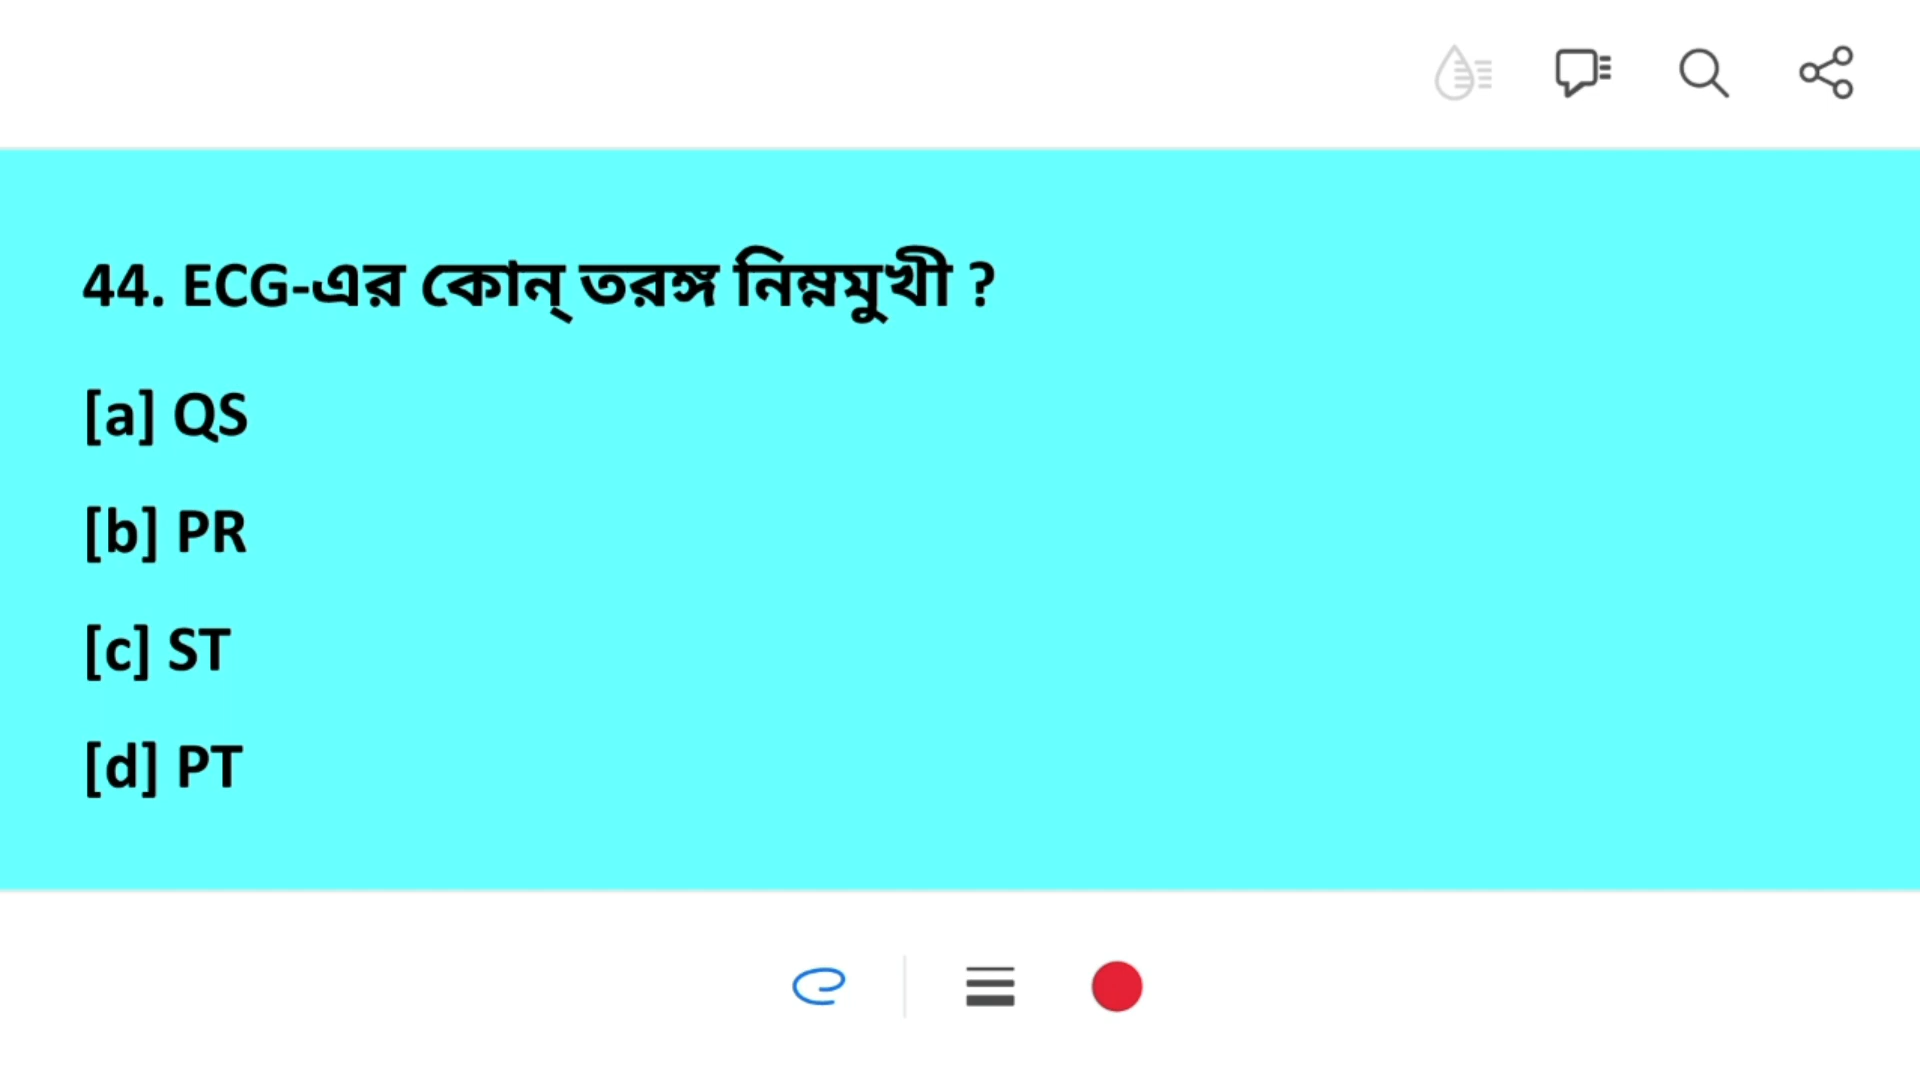 44. ECG-এর কোন্ তরঙ্গ নিম্নমুখী ?
[a] QS
[b] PR
[c] ST
[d] PT